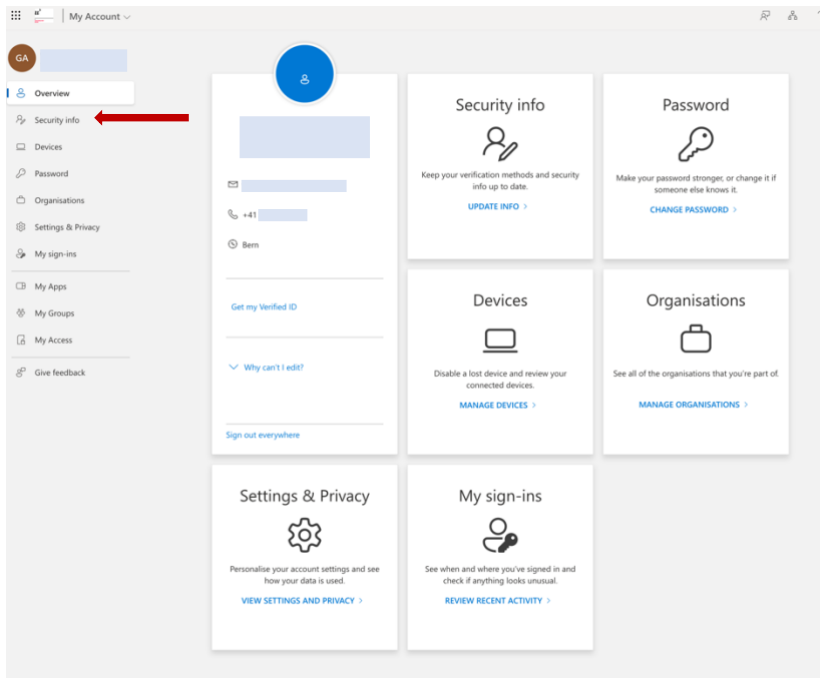 My Account
GA
Overview
Security info
Devices
Password
Organisations
Settings & Privacy
My sign-ins
My Apps
My Groups
My Access
Give feedback
+41
Bern
Get my Verified ID
Why can't I edit?
Sign out everywhere
Security info
Keep your verification methods and security
info up to date.
UPDATE INFO
Password
Make your password stronger, or change it if
someone else knows it.
CHANGE PASSWORD
Devices
Disable a lost device and review your
connected devices.
MANAGE DEVICES
Organisations
See all of the organisations that you're part of.
MANAGE ORGANISATIONS
Settings & Privacy
Personalise your account settings and see
how your data is used.
VIEW SETTINGS AND PRIVACY
My sign-ins
See when and where you've signed in and
check if anything looks unusual.
REVIEW RECENT ACTIVITY